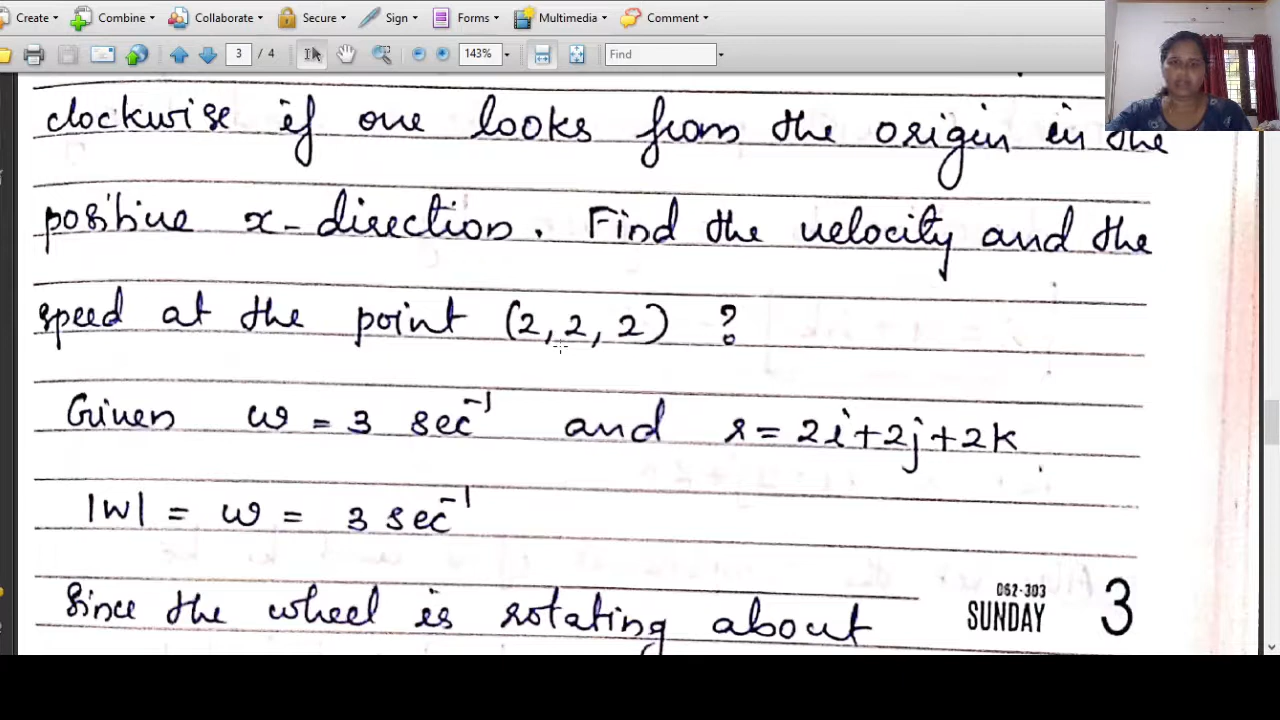 Create Combine Collaborate Secure Sign Forms Multimedia Comment
3 / 4 143% Find
clockwise if one looks from the origin in the
positive x-direction. Find the velocity and the
speed at the point (2, 2, 2) ?
Given w = 3 sec⁻¹ and r = 2i+2j+2k
|w| = w = 3 sec⁻¹
Since the wheel is rotating about
062-303
SUNDAY 3